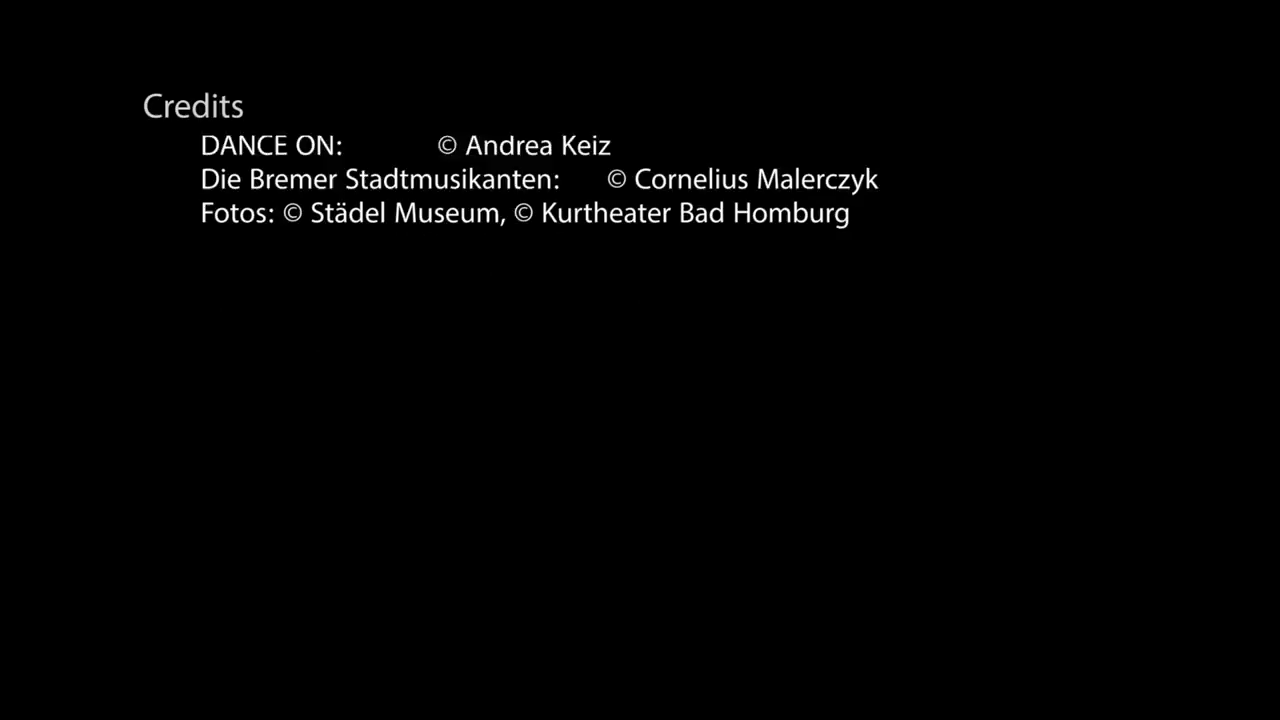 Credits
DANCE ON: © Andrea Keiz
Die Bremer Stadtmusikanten: © Cornelius Malerczyk
Fotos: © Städel Museum, © Kurtheater Bad Homburg